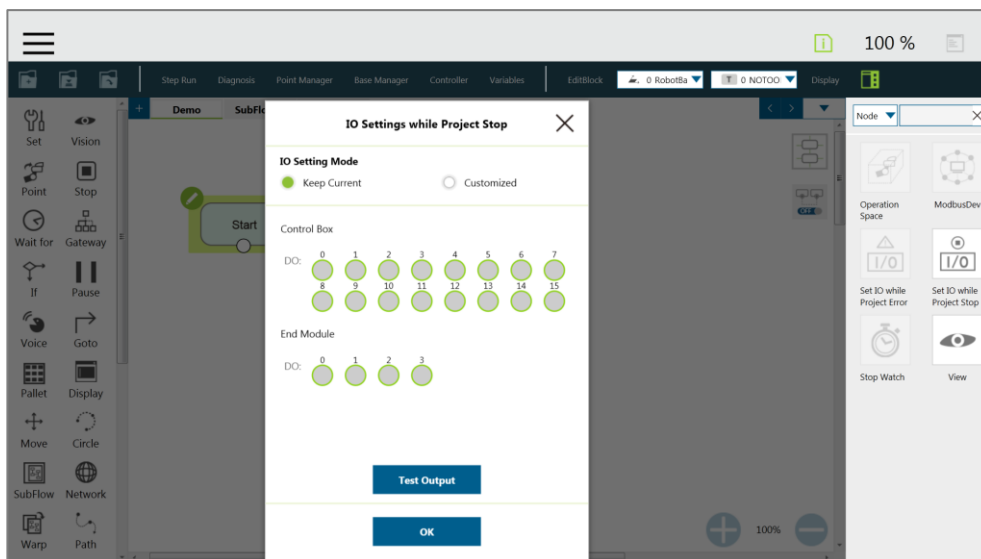 100 %
Step Run Diagnosis Point Manager Base Manager Controller Variables EditBlock 0 RobotBa T 0 NOTOO Display
Set Vision
Point Stop
Wait for Gateway
If Pause
Voice Goto
Pallet Display
Move Circle
SubFlow Network
Warp Path
+ Demo SubFlo
Start
IO Settings while Project Stop
IO Setting Mode
Keep Current Customized
Control Box
DO: 0 1 2 3 4 5 6 7
8 9 10 11 12 13 14 15
End Module
DO: 0 1 2 3
Test Output
OK
OFF
100%
Node
Operation
Space
ModbusDev
I/O I/O
Set IO while
Project Error
Set IO while
Project Stop
Stop Watch View